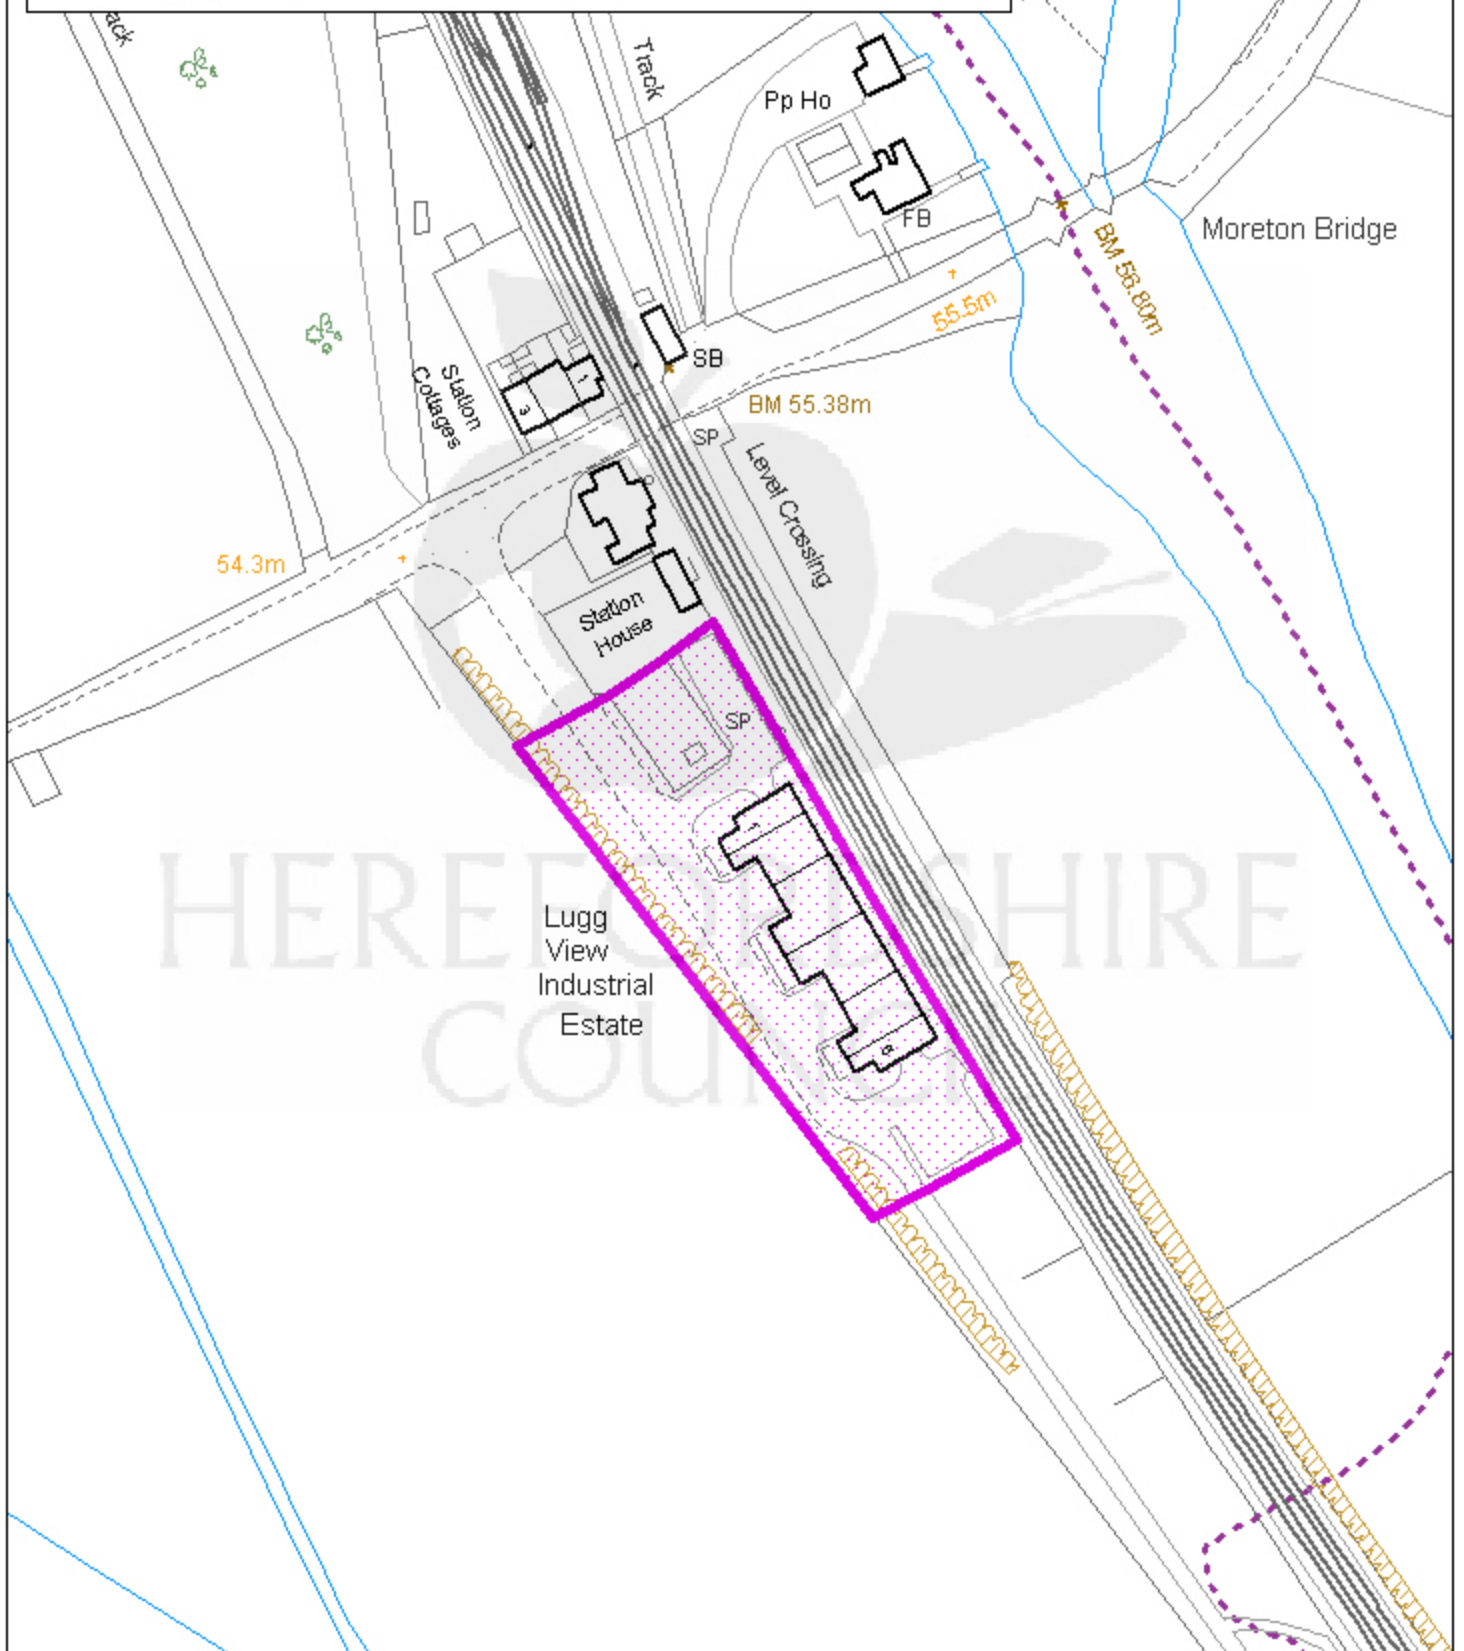 Track
Pp Ho
FB
Moreton Bridge
BM 56.80m
55.5m
SB
BM 55.38m
Station
Cottages
1
3
SP
Level Crossing
54.3m
Station
House
SP
1
Lugg
View
Industrial
Estate
HEREFORDSHIRE
COUNCIL